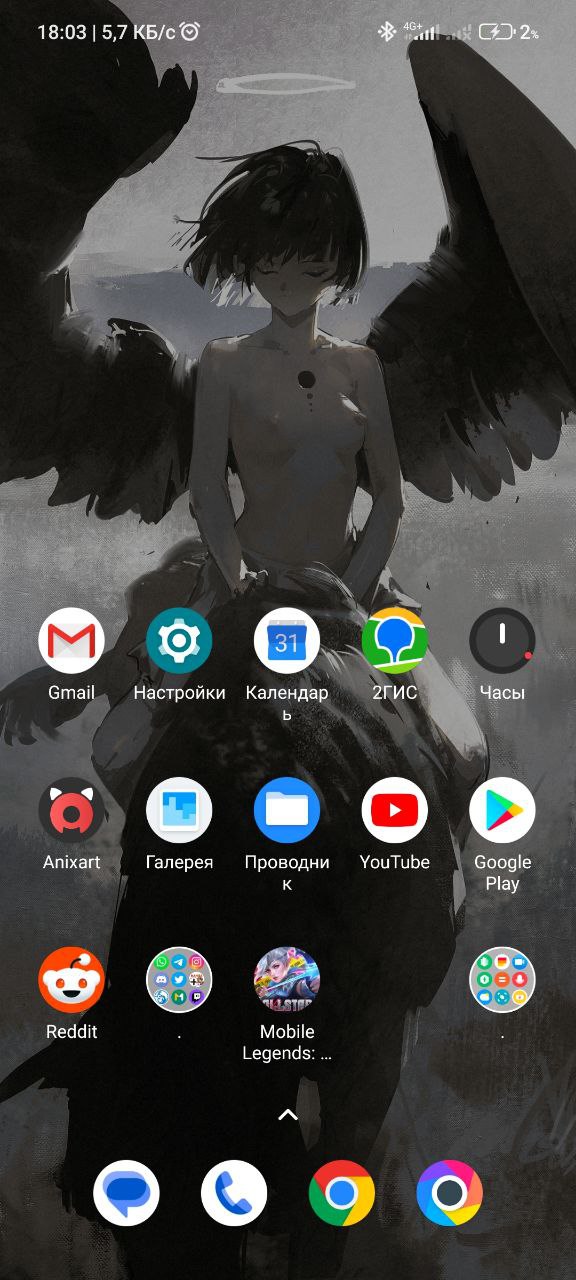 18:03 | 5,7 КБ/с 4G+ 2%
Gmail Настройки Календар 2ГИС Часы
ь
31
Anixart Галерея Проводни YouTube Google
к Play
Reddit . Mobile .
Legends: ...